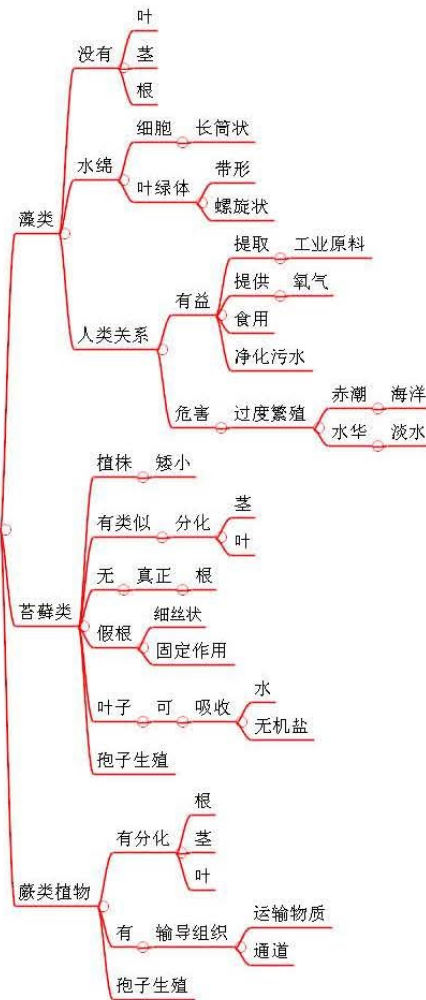 藻类
没有
叶
茎
根
水绵
细胞
长筒状
叶绿体
带形
螺旋状
人类关系
有益
提取
工业原料
提供
氧气
食用
净化污水
危害
过度繁殖
赤潮
海洋
水华
淡水
苔藓类
植株
矮小
有类似
分化
茎
叶
无
真正
根
假根
细丝状
固定作用
叶子
可
吸收
水
无机盐
孢子生殖
蕨类植物
有分化
根
茎
叶
有
输导组织
运输物质
通道
孢子生殖